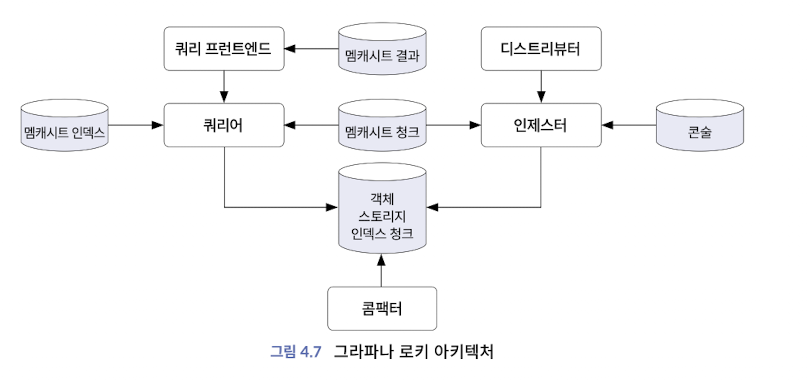 쿼리 프런트엔드
멤캐시트 결과
디스트리뷰터
멤캐시트 인덱스
쿼리어
멤캐시트 청크
인제스터
콘술
객체
스토리지
인덱스 청크
콤팩터
그림 4.7 그라파나 로키 아키텍처